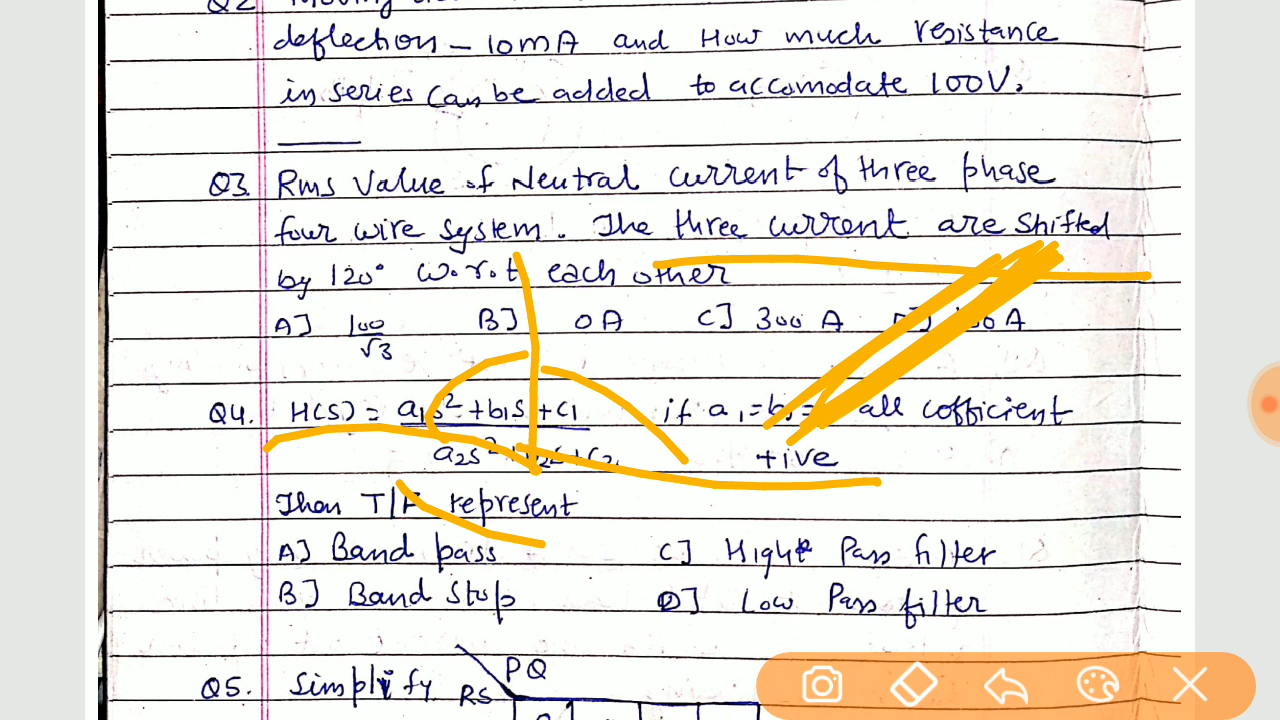 deflection - 10mA and How much resistance
in series can be added to accomodate 100V.
Q3. Rms Value of Neutral current of three phase
four wire system. The three current are shifted
by 120° w.r.t each other
A] 100/√3 B] 0A C] 300 A
Q4. H(S) = a1s²+b1s+c1 if a1=b1= all cofficient
a2s² +ive
Then T/F represent
A] Band pass C] High Pass filter
B] Band Stop D] Low Pass filter
Q5. Simplify PQ
RS